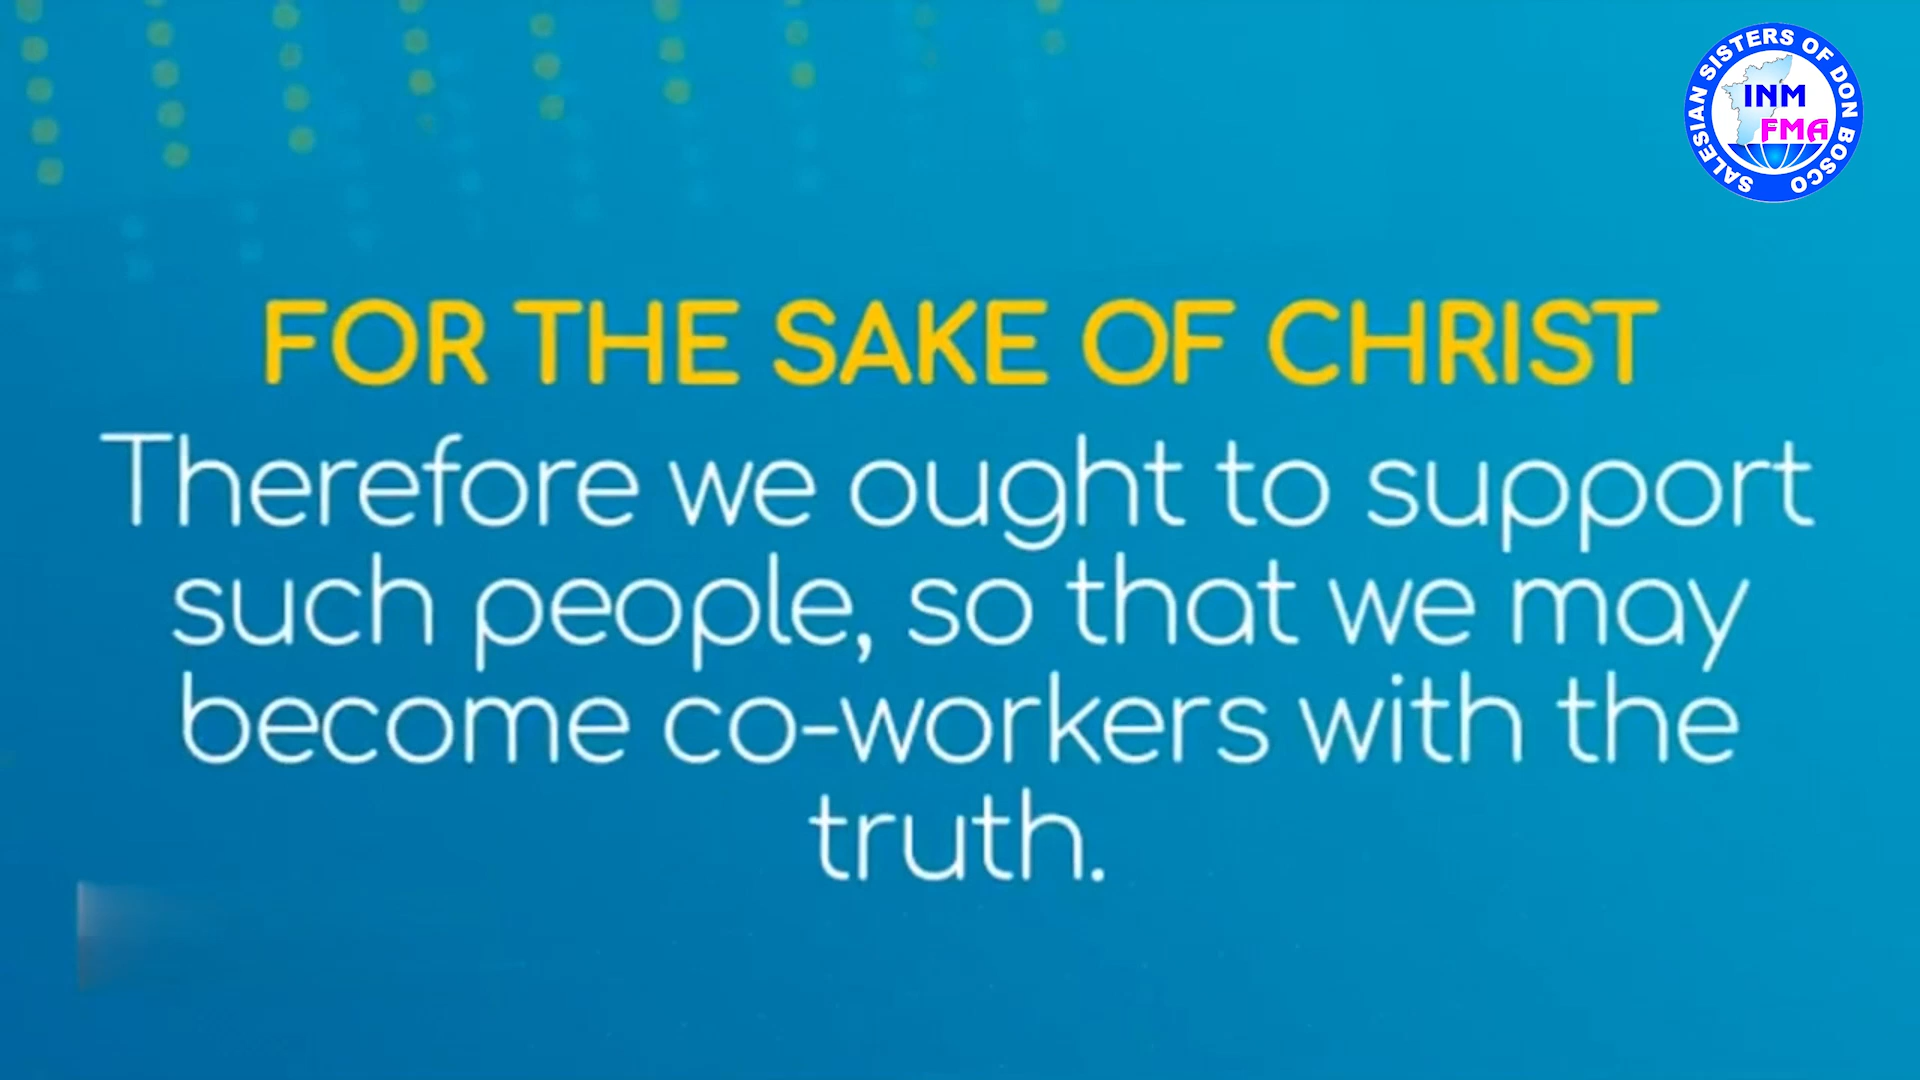 SALESIAN SISTERS OF DON BOSCO
INM
FMA
FOR THE SAKE OF CHRIST
Therefore we ought to support
such people, so that we may
become co-workers with the
truth.